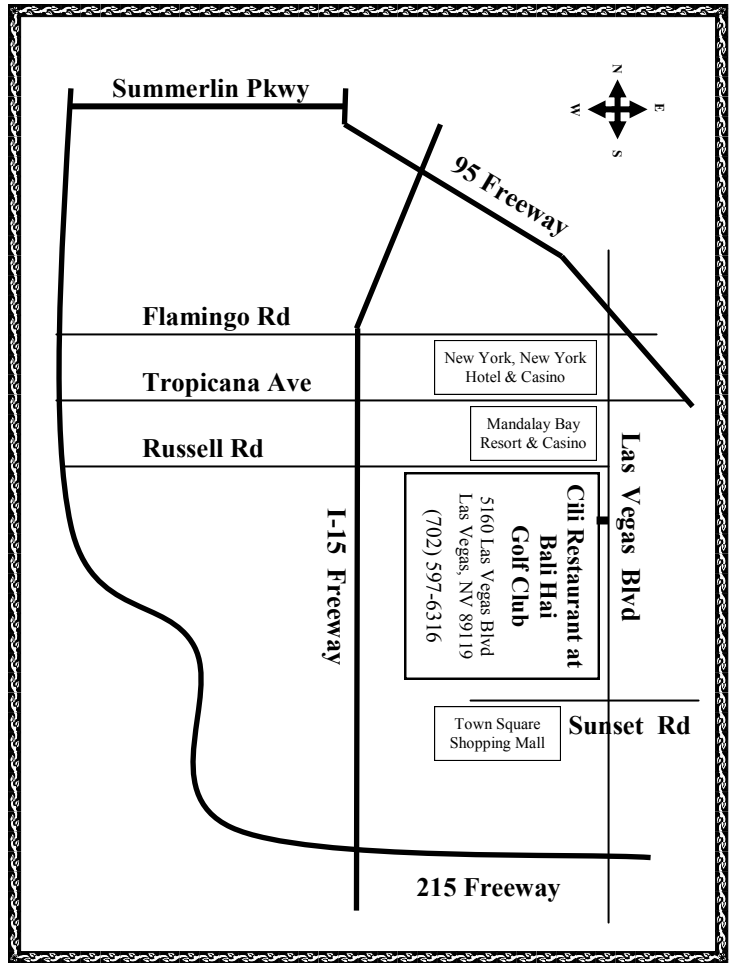 Summerlin Pkwy
N
E
W
S
95 Freeway
Flamingo Rd
New York, New York
Hotel & Casino
Tropicana Ave
Mandalay Bay
Resort & Casino
Russell Rd
Las Vegas Blvd
Cili Restaurant at
Bali Hai
Golf Club
5160 Las Vegas Blvd
Las Vegas, NV 89119
(702) 597-6316
I-15 Freeway
Town Square
Shopping Mall
Sunset Rd
215 Freeway